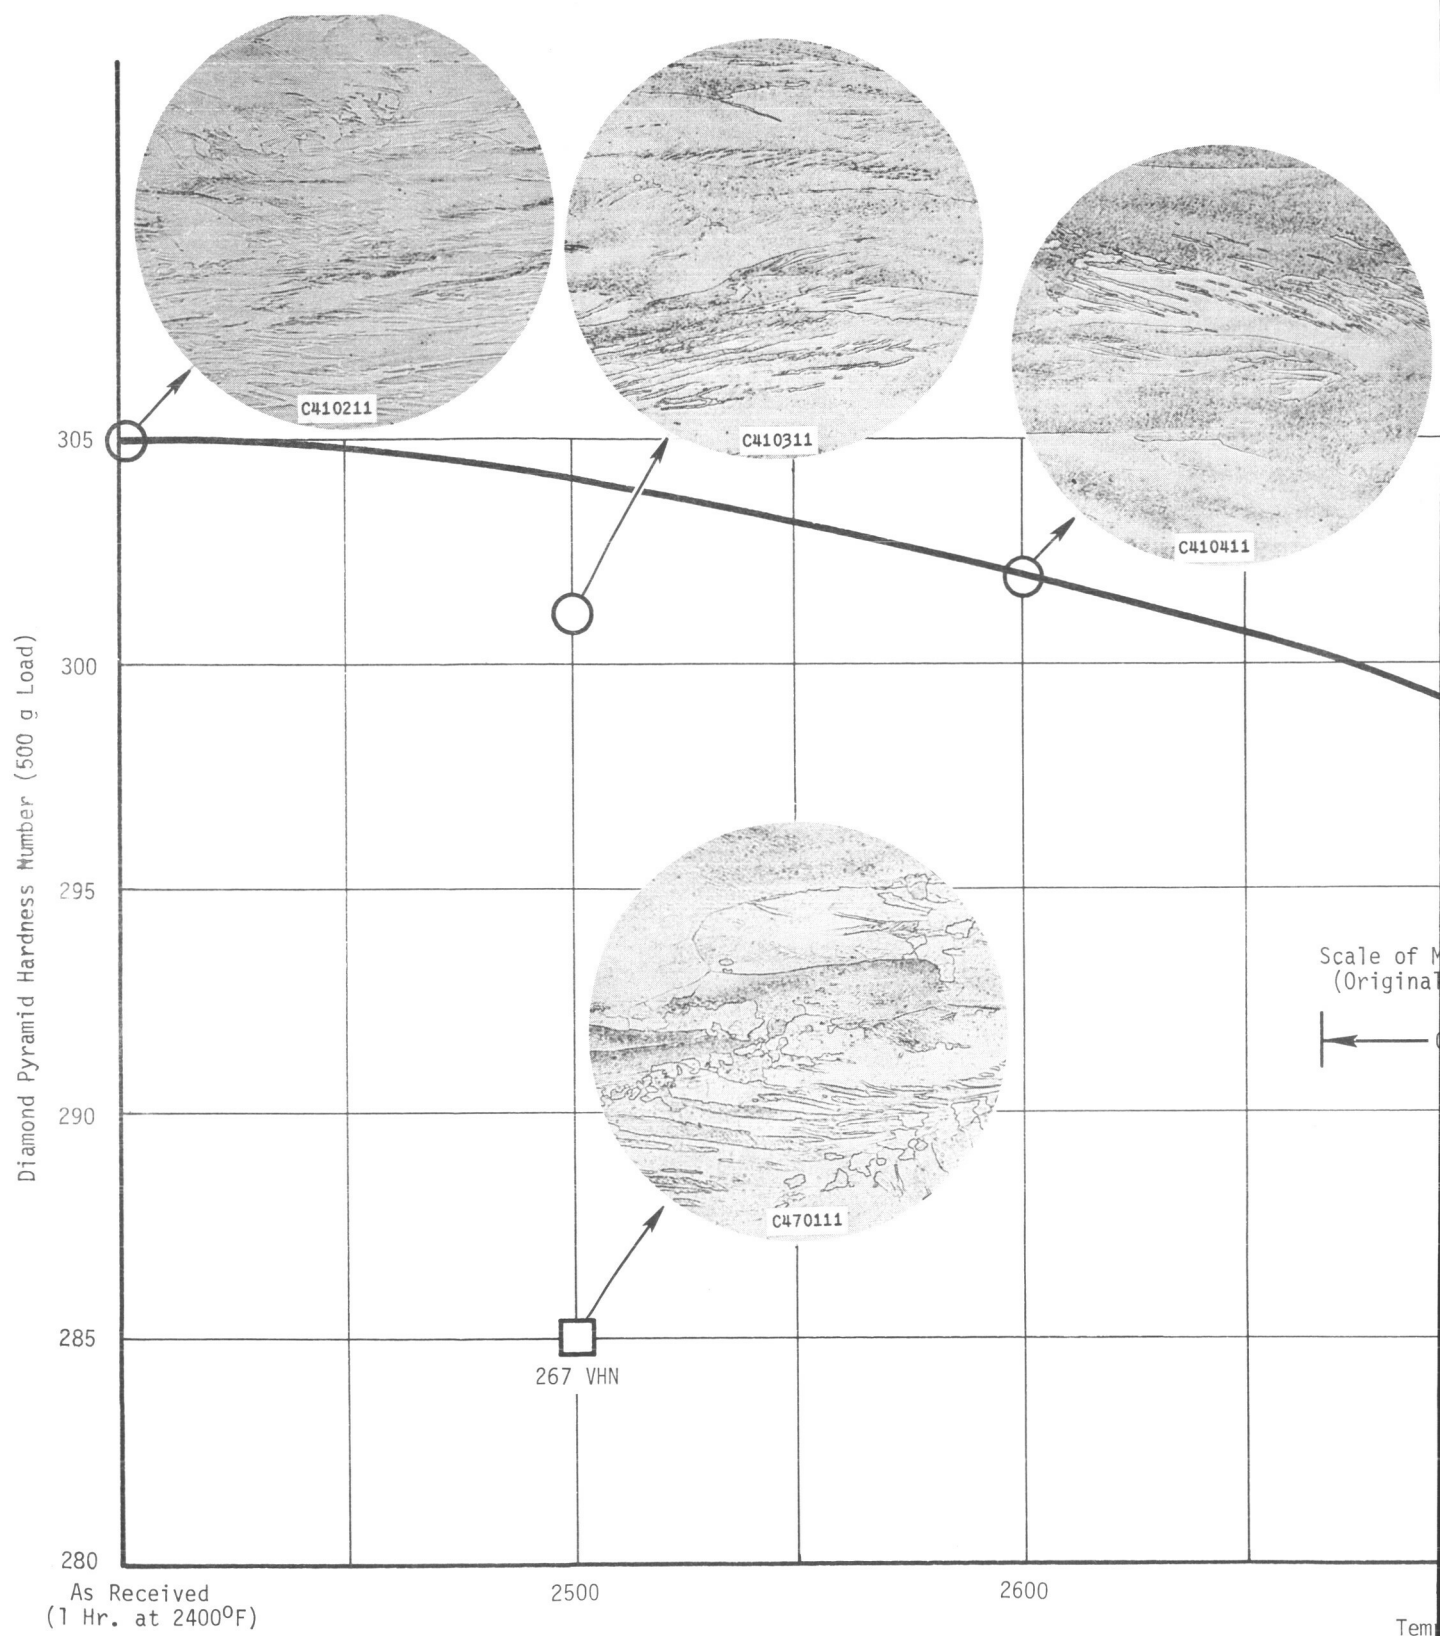 C410211
C410311
C410411
305
300
295
290
285
280
Diamond Pyramid Hardness Number (500 g Load)
Scale of
(Original
C470111
267 VHN
As Received
(1 Hr. at 2400°F)
2500
2600